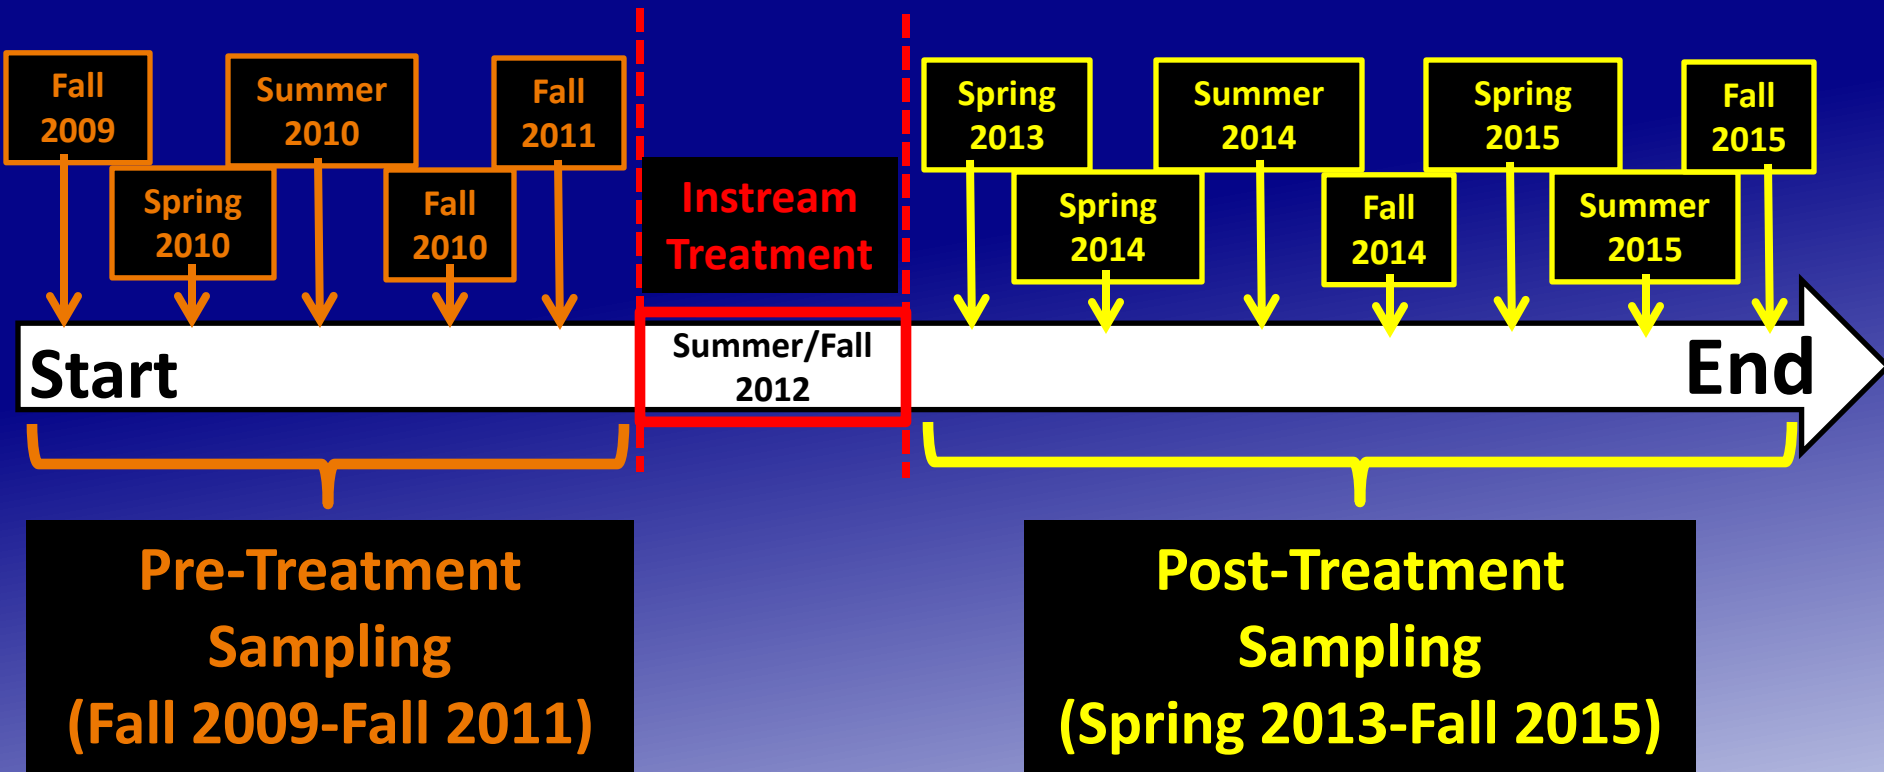 Fall
2009
Spring
2010
Summer
2010
Fall
2010
Fall
2011
Instream
Treatment
Summer/Fall
2012
Spring
2013
Spring
2014
Summer
2014
Fall
2014
Spring
2015
Summer
2015
Fall
2015
Start
End
Pre-Treatment
Sampling
(Fall 2009-Fall 2011)
Post-Treatment
Sampling
(Spring 2013-Fall 2015)